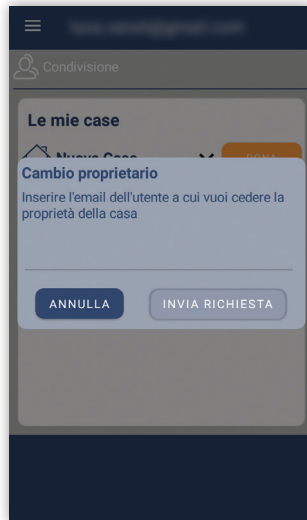 Condivisione
Le mie case
Nuova Casa
DONA
Cambio proprietario
Inserire l'email dell'utente a cui vuoi cedere la
proprietà della casa
ANNULLA
INVIA RICHIESTA